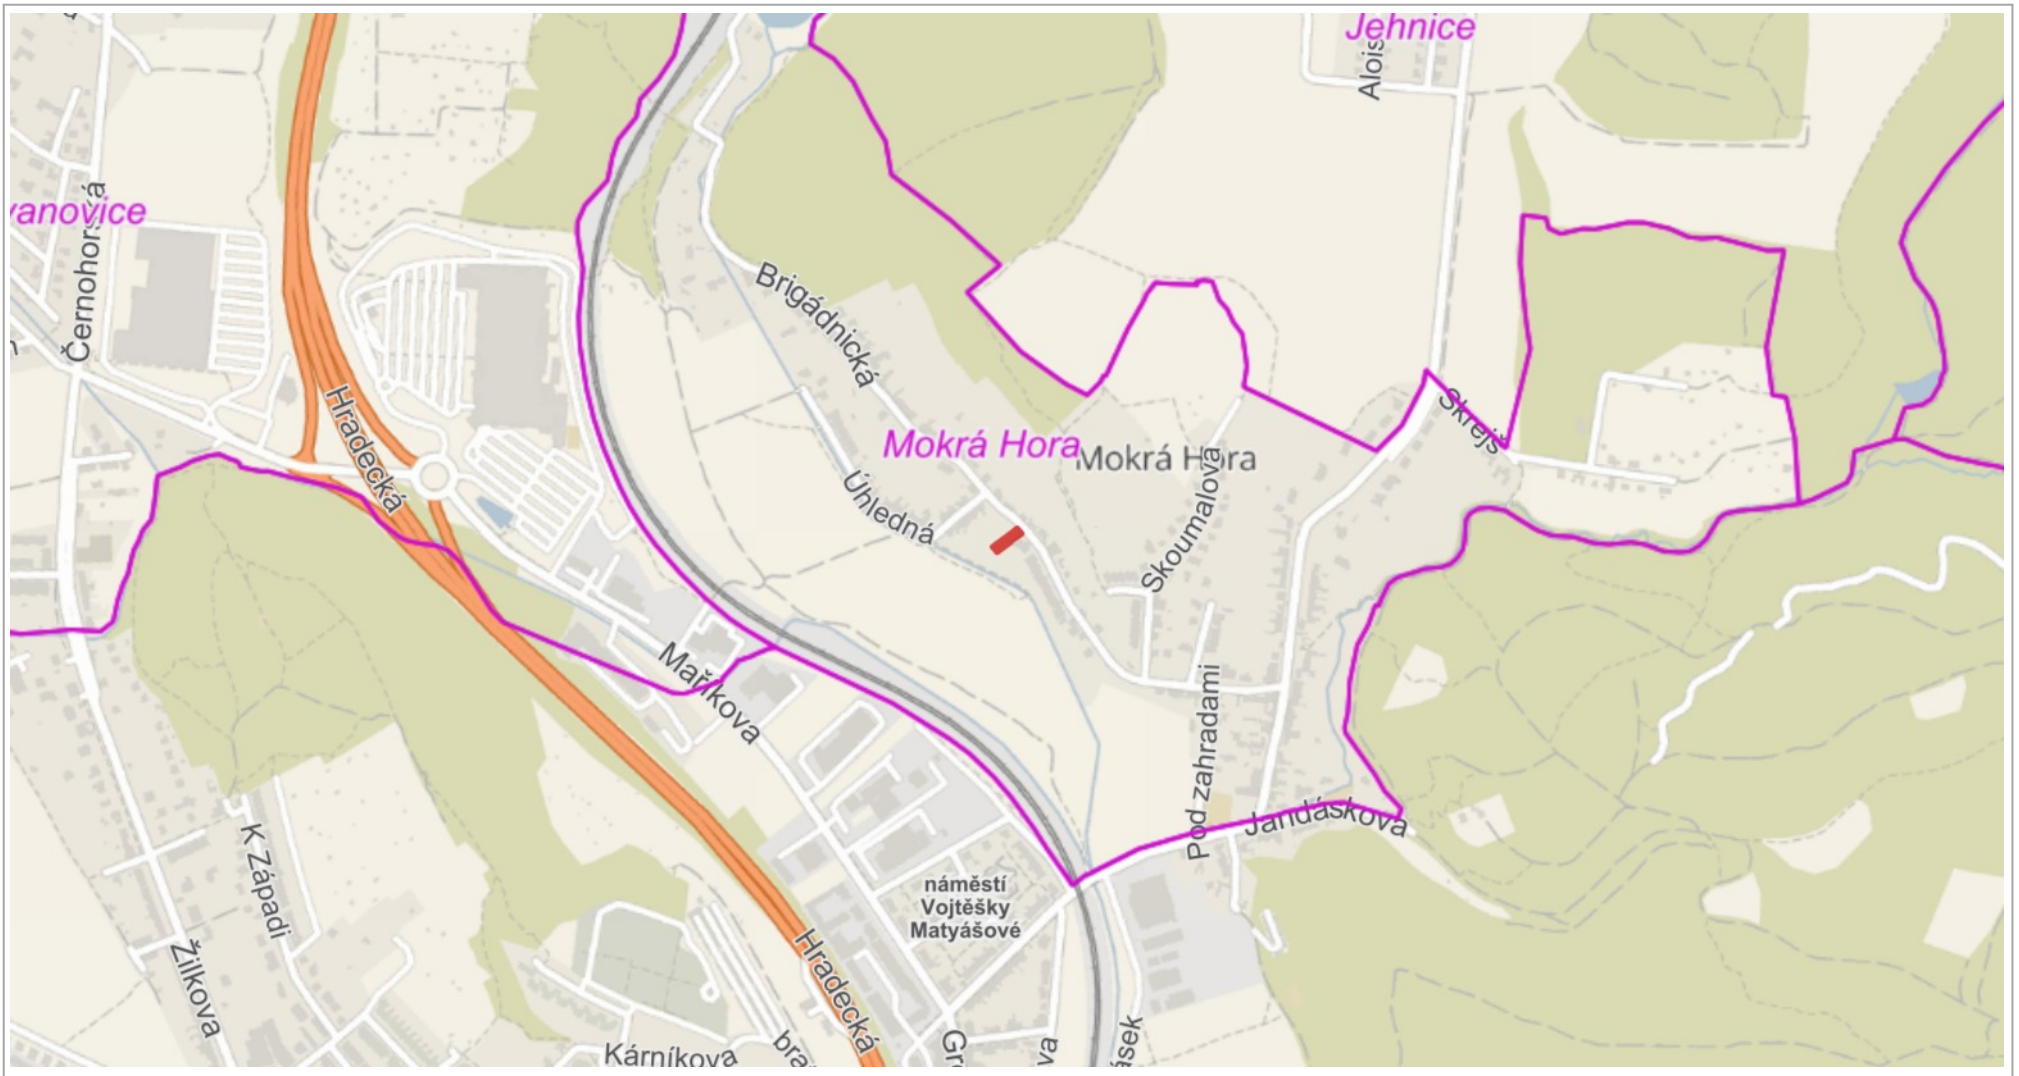 Jehnice
Alois
vanovice
Černohorská
Brigádnická
Hradecká
Skrejš
Mokrá Hora
Mokrá Hora
Úhledná
Skoumalova
Maříkova
Pod zahradami
Jandáskova
K Západi
náměstí
Vojtěšky
Matyášové
Žilkova
Hradecká
Kárníkova